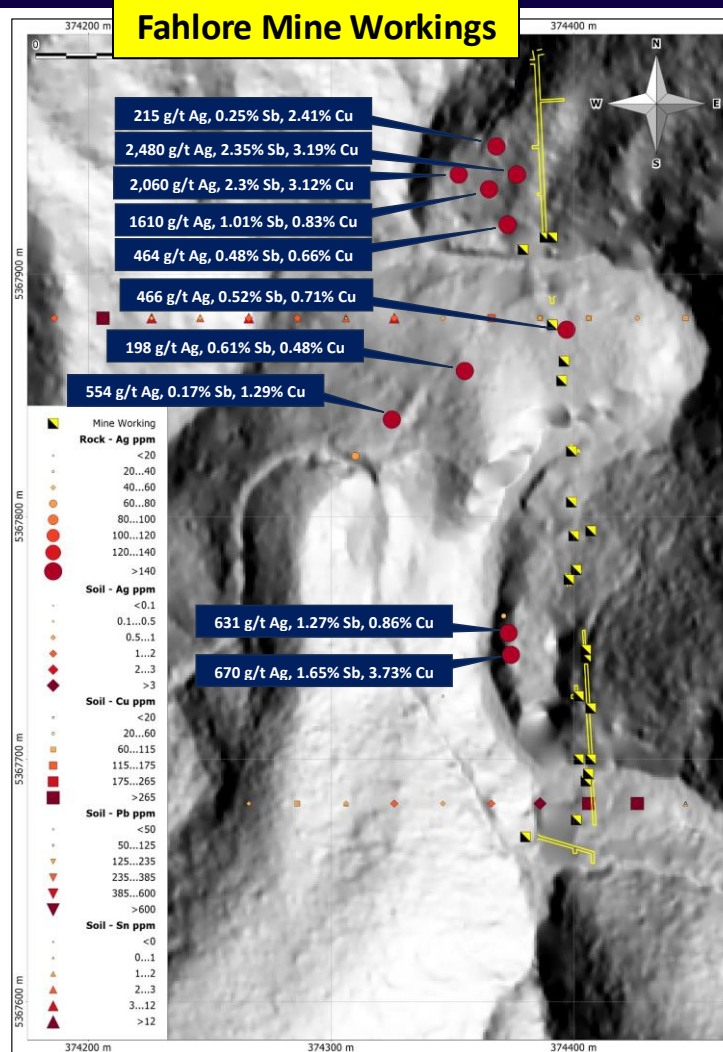 Fahlore Mine Workings
374200 m
374400 m
0
N
W
E
S
215 g/t Ag, 0.25% Sb, 2.41% Cu
2,480 g/t Ag, 2.35% Sb, 3.19% Cu
2,060 g/t Ag, 2.3% Sb, 3.12% Cu
1610 g/t Ag, 1.01% Sb, 0.83% Cu
464 g/t Ag, 0.48% Sb, 0.66% Cu
5367900 m
466 g/t Ag, 0.52% Sb, 0.71% Cu
198 g/t Ag, 0.61% Sb, 0.48% Cu
554 g/t Ag, 0.17% Sb, 1.29% Cu
Mine Working
Rock - Ag ppm
<20
20...40
40...60
60...80
80...100
100...120
120...140
>140
Soil - Ag ppm
<0.1
0.1...0.5
0.5...1
1...2
2...3
>3
Soil - Cu ppm
<20
20...60
60...115
115...175
175...265
>265
Soil - Pb ppm
<50
50...125
125...235
235...385
385...600
>600
Soil - Sn ppm
<0
0...1
1...2
2...3
3...12
>12
5367800 m
631 g/t Ag, 1.27% Sb, 0.86% Cu
670 g/t Ag, 1.65% Sb, 3.73% Cu
5367700 m
5367600 m
374200 m
374300 m
374400 m